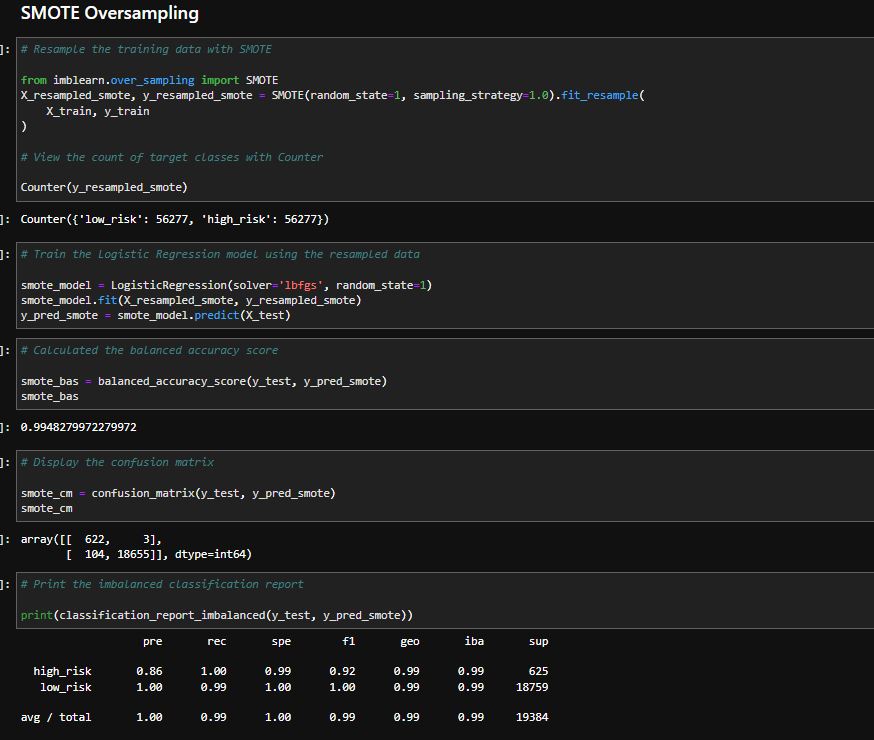 SMOTE Oversampling
]: # Resample the training data with SMOTE
from imblearn.over_sampling import SMOTE
X_resampled_smote, y_resampled_smote = SMOTE(random_state=1, sampling_strategy=1.0).fit_resample(
X_train, y_train
)
# View the count of target classes with Counter
Counter(y_resampled_smote)
]: Counter({'low_risk': 56277, 'high_risk': 56277})
]: # Train the Logistic Regression model using the resampled data
smote_model = LogisticRegression(solver='lbfgs', random_state=1)
smote_model.fit(X_resampled_smote, y_resampled_smote)
y_pred_smote = smote_model.predict(X_test)
]: # Calculated the balanced accuracy score
smote_bas = balanced_accuracy_score(y_test, y_pred_smote)
smote_bas
]: 0.9948279972279972
]: # Display the confusion matrix
smote_cm = confusion_matrix(y_test, y_pred_smote)
smote_cm
]: array([[ 622, 3],
[ 104, 18655]], dtype=int64)
]: # Print the imbalanced classification report
print(classification_report_imbalanced(y_test, y_pred_smote))
pre rec spe f1 geo iba sup
high_risk 0.86 1.00 0.99 0.92 0.99 0.99 625
low_risk 1.00 0.99 1.00 1.00 0.99 0.99 18759
avg / total 1.00 0.99 1.00 0.99 0.99 0.99 19384